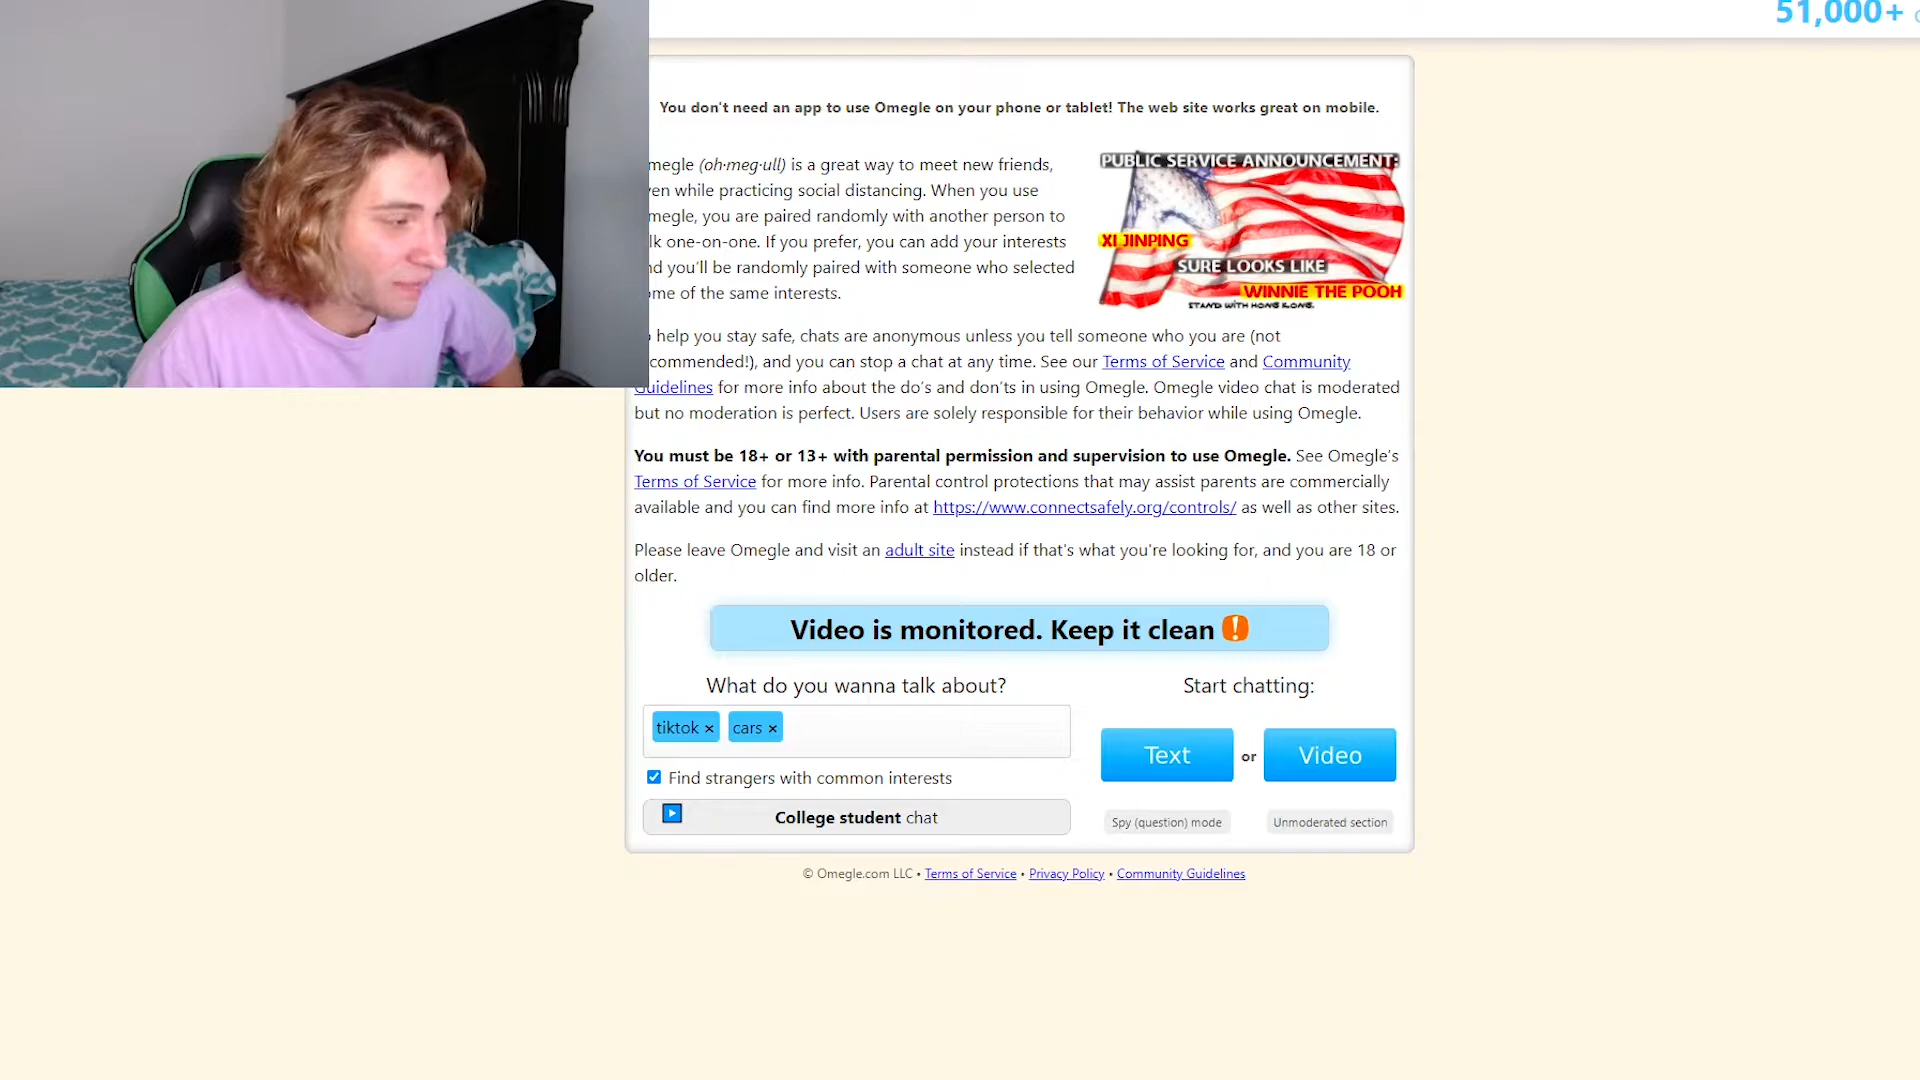 51,000+
You don't need an app to use Omegle on your phone or tablet! The web site works great on mobile.
megle (oh·meg·ull) is a great way to meet new friends,
en while practicing social distancing. When you use
megle, you are paired randomly with another person to
lk one-on-one. If you prefer, you can add your interests
nd you'll be randomly paired with someone who selected
me of the same interests.
PUBLIC SERVICE ANNOUNCEMENT:
XI JINPING
SURE LOOKS LIKE
WINNIE THE POOH
STAND WITH HONG KONG.
help you stay safe, chats are anonymous unless you tell someone who you are (not
commended!), and you can stop a chat at any time. See our Terms of Service and Community
Guidelines for more info about the do's and don'ts in using Omegle. Omegle video chat is moderated
but no moderation is perfect. Users are solely responsible for their behavior while using Omegle.
You must be 18+ or 13+ with parental permission and supervision to use Omegle. See Omegle's
Terms of Service for more info. Parental control protections that may assist parents are commercially
available and you can find more info at https://www.connectsafely.org/controls/ as well as other sites.
Please leave Omegle and visit an adult site instead if that's what you're looking for, and you are 18 or
older.
Video is monitored. Keep it clean !
What do you wanna talk about?
Start chatting:
tiktok × cars ×
Text or Video
Find strangers with common interests
College student chat
Spy (question) mode
Unmoderated section
© Omegle.com LLC • Terms of Service • Privacy Policy • Community Guidelines